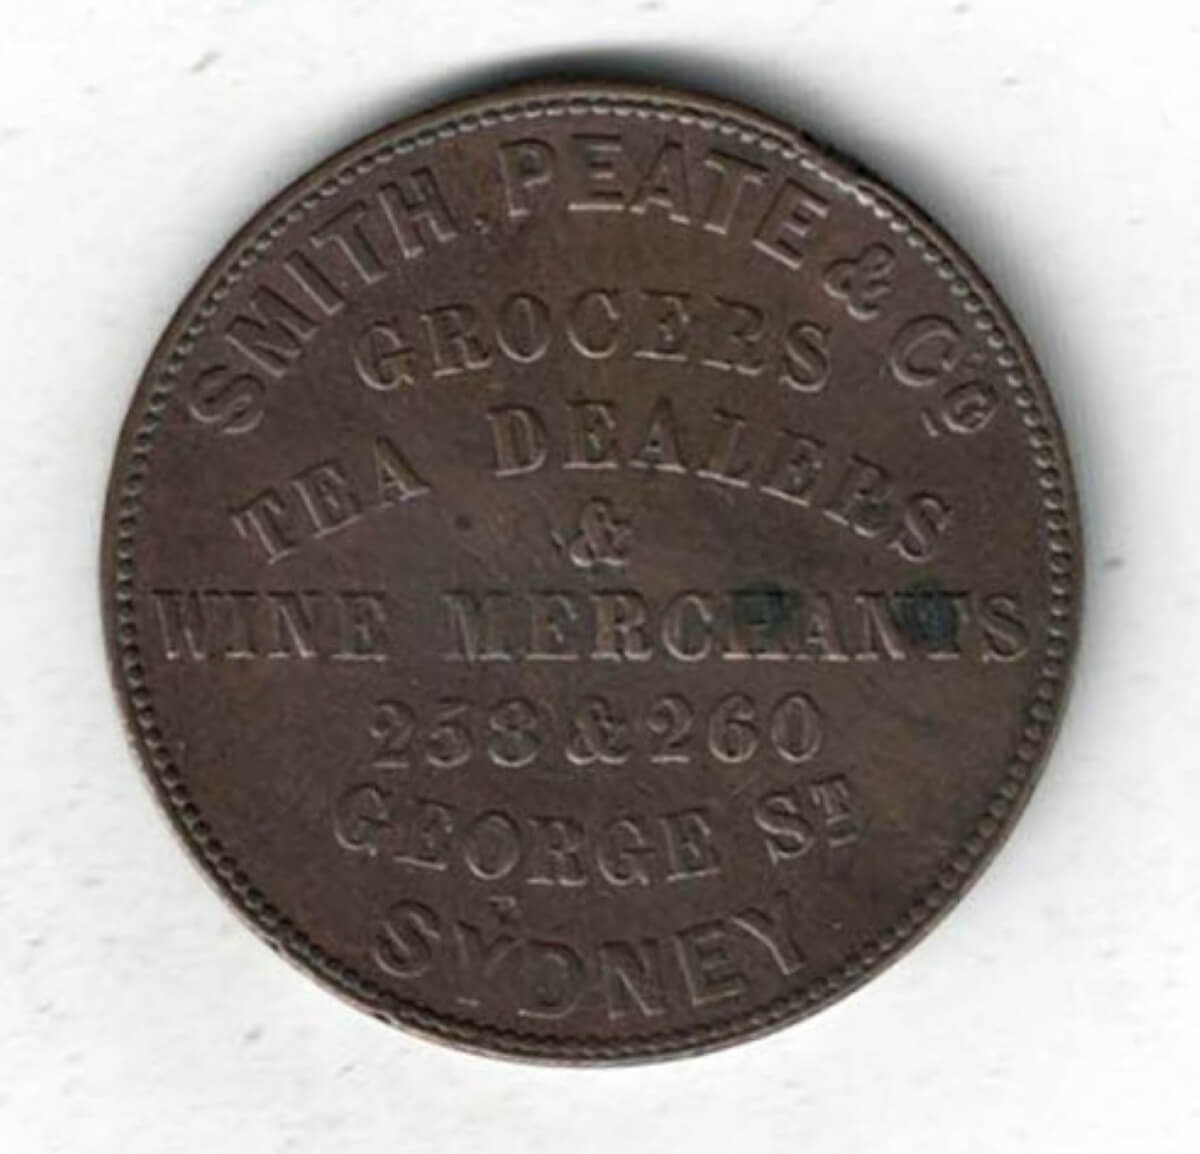 SMITH, PEATE & Co
GROCERS
TEA DEALERS
&
WINE MERCHANTS
258 & 260
GEORGE ST
SYDNEY